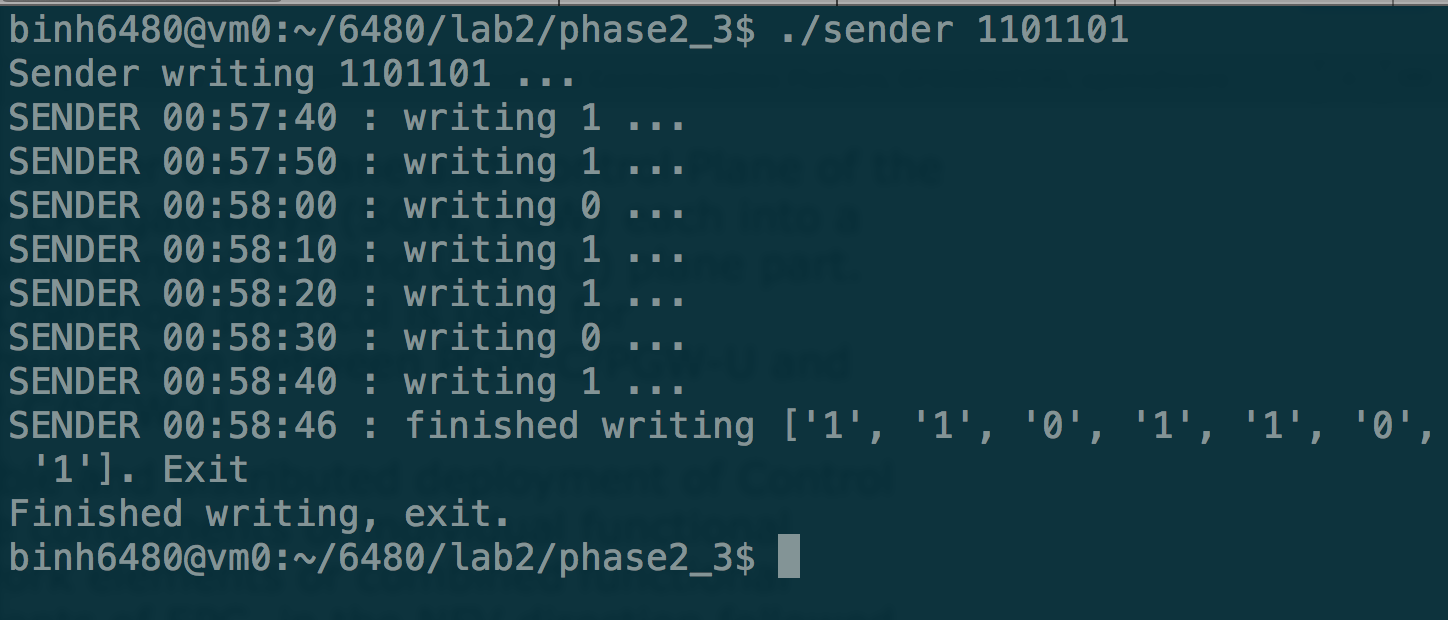 binh6480@vm0:~/6480/lab2/phase2_3$ ./sender 1101101
Sender writing 1101101 ...
SENDER 00:57:40 : writing 1 ...
SENDER 00:57:50 : writing 1 ...
SENDER 00:58:00 : writing 0 ...
SENDER 00:58:10 : writing 1 ...
SENDER 00:58:20 : writing 1 ...
SENDER 00:58:30 : writing 0 ...
SENDER 00:58:40 : writing 1 ...
SENDER 00:58:46 : finished writing ['1', '1', '0', '1', '1', '0',
 '1']. Exit
Finished writing, exit.
binh6480@vm0:~/6480/lab2/phase2_3$